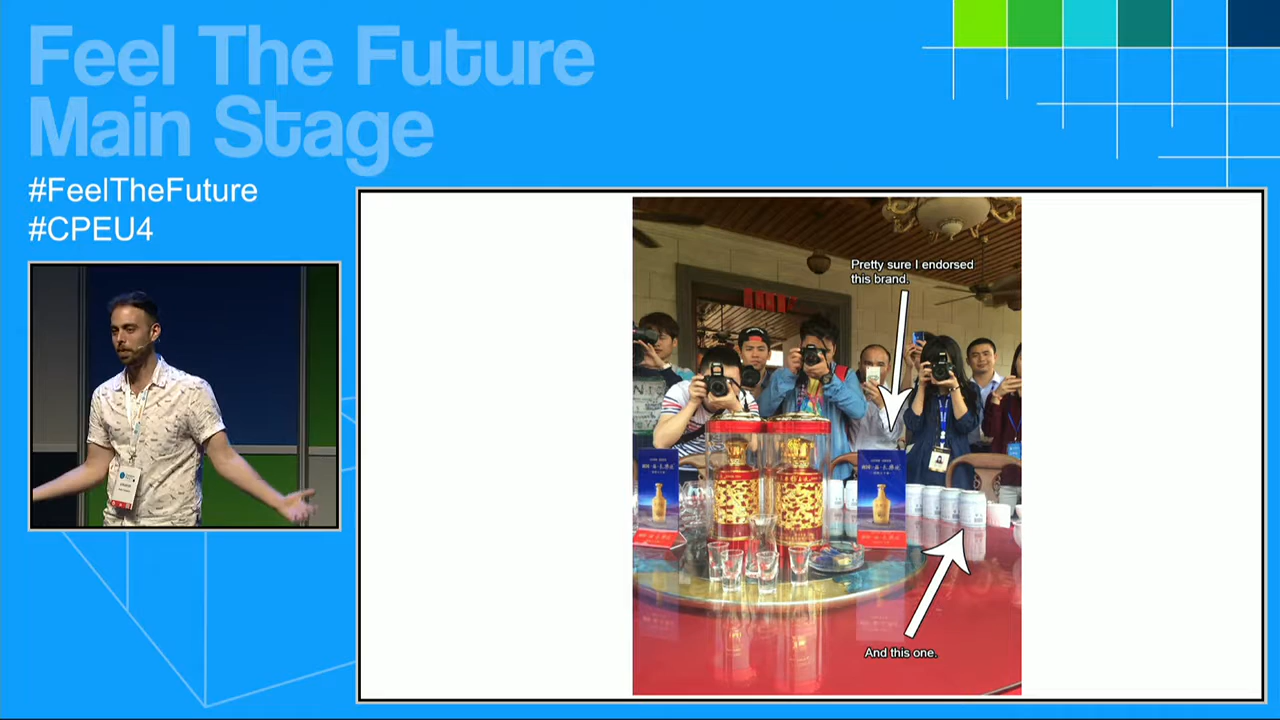 Feel The Future
Main Stage
#FeelTheFuture
#CPEU4
Pretty sure I endorsed
this brand.
And this one.